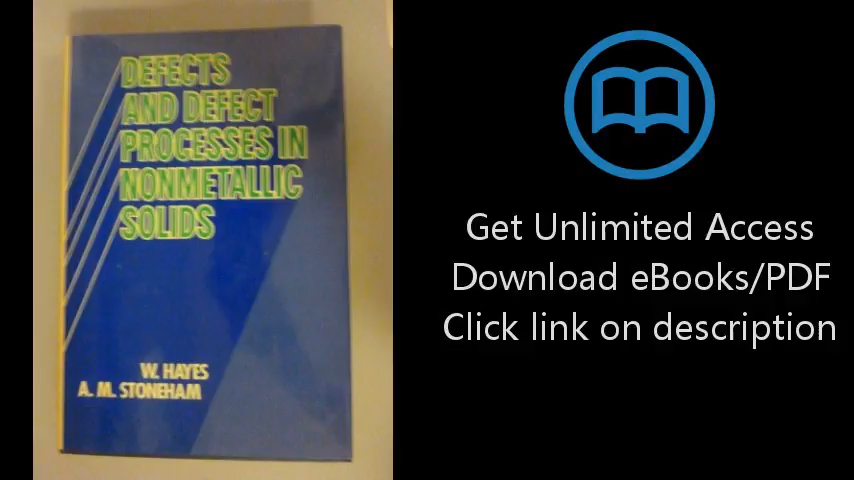 DEFECTS
AND DEFECT
PROCESSES IN
NONMETALLIC
SOLIDS
W. HAYES
A. M. STONEHAM
Get Unlimited Access
Download eBooks/PDF
Click link on description